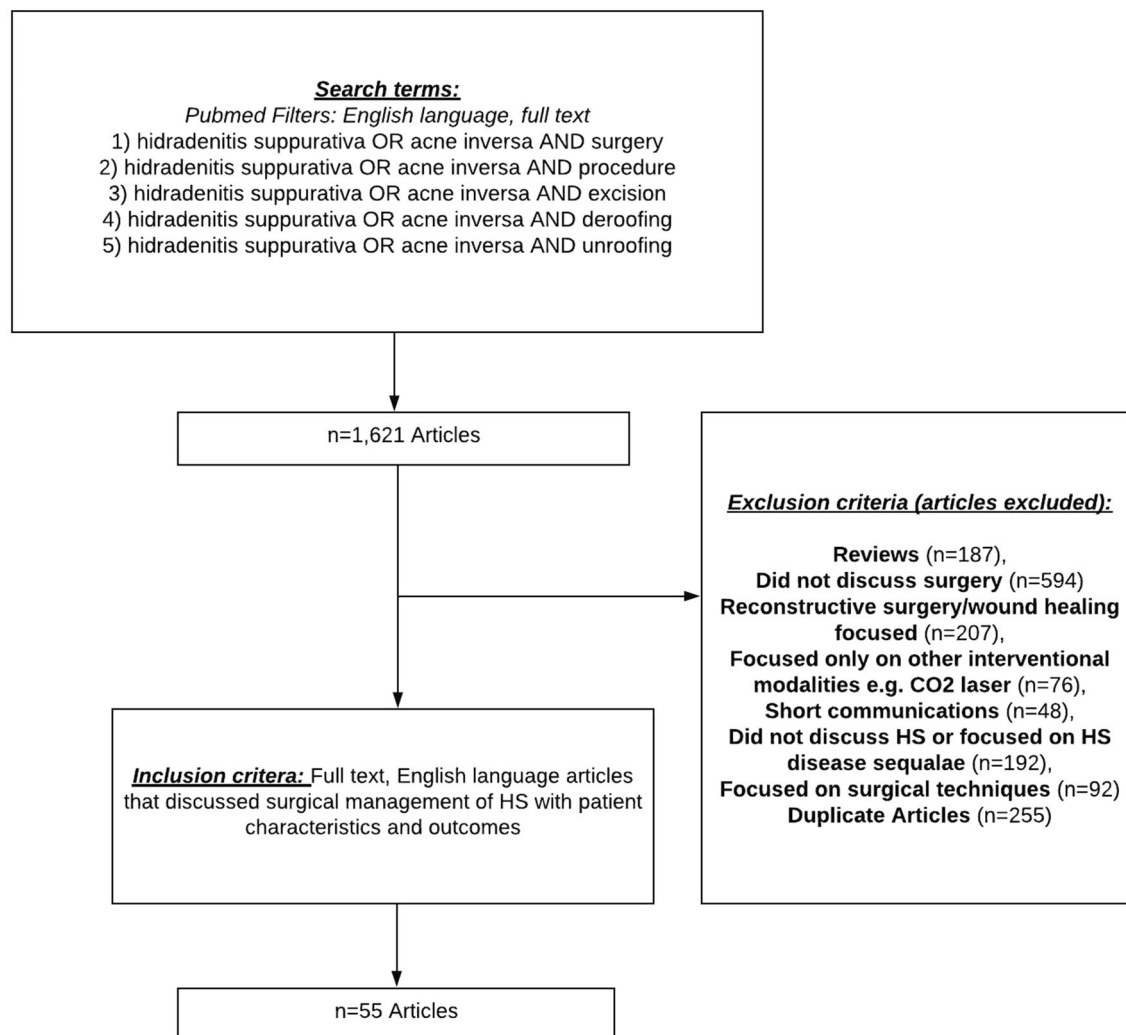 Search terms:
Pubmed Filters: English language, full text
1) hidradenitis suppurativa OR acne inversa AND surgery
2) hidradenitis suppurativa OR acne inversa AND procedure
3) hidradenitis suppurativa OR acne inversa AND excision
4) hidradenitis suppurativa OR acne inversa AND deroofing
5) hidradenitis suppurativa OR acne inversa AND unroofing
n=1,621 Articles
Exclusion criteria (articles excluded):
Reviews (n=187),
Did not discuss surgery (n=594)
Reconstructive surgery/wound healing
focused (n=207),
Focused only on other interventional
modalities e.g. CO2 laser (n=76),
Short communications (n=48),
Did not discuss HS or focused on HS
disease sequalae (n=192),
Focused on surgical techniques (n=92)
Duplicate Articles (n=255)
Inclusion critera: Full text, English language articles
that discussed surgical management of HS with patient
characteristics and outcomes
n=55 Articles